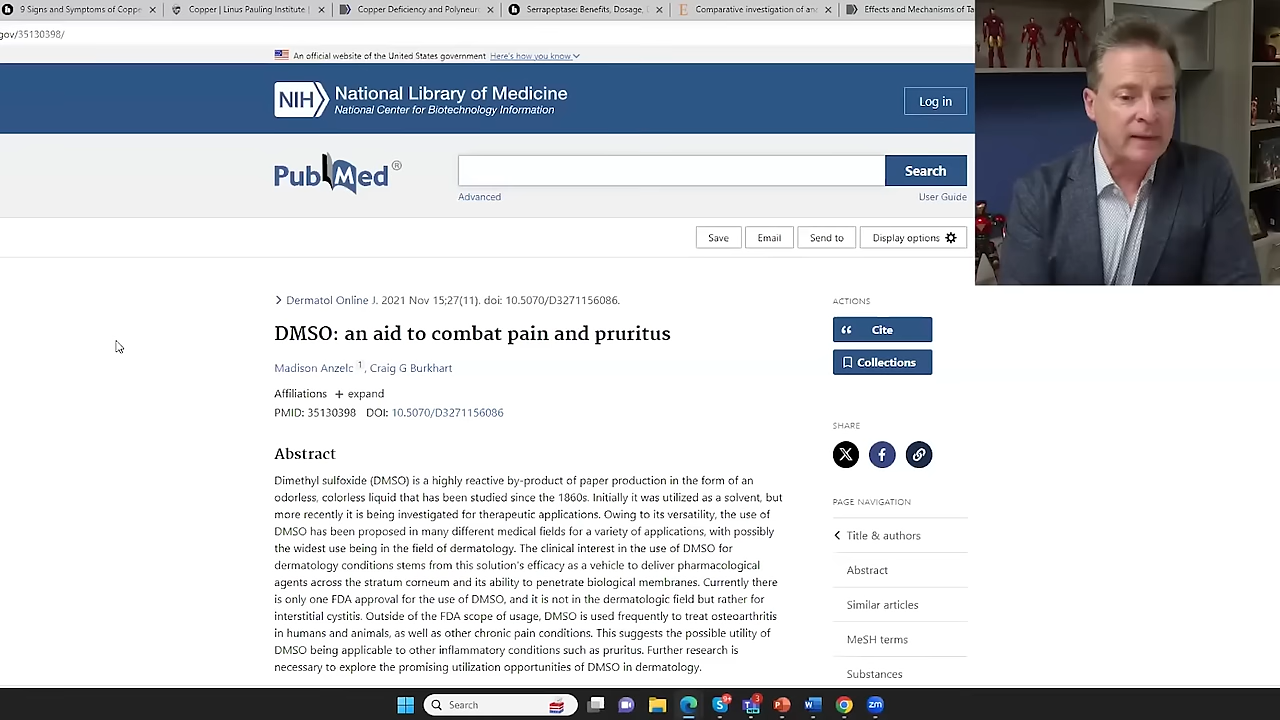 9 Signs and Symptoms of Coppe
Copper | Linus Pauling Institute |
Copper Deficiency and Polyneuro
Serrapeptase: Benefits, Dosage,
Comparative investigation of an
Effects and Mechanisms of Ta
gov/35130398/
An official website of the United States government Here's how you know
NIH National Library of Medicine
National Center for Biotechnology Information
Log in
PubMed®
Search
Advanced
User Guide
Save
Email
Send to
Display options
Dermatol Online J. 2021 Nov 15;27(11). doi: 10.5070/D3271156086.
DMSO: an aid to combat pain and pruritus
Madison Anzelc 1, Craig G Burkhart
Affiliations + expand
PMID: 35130398 DOI: 10.5070/D3271156086
Abstract
Dimethyl sulfoxide (DMSO) is a highly reactive by-product of paper production in the form of an
odorless, colorless liquid that has been studied since the 1860s. Initially it was utilized as a solvent, but
more recently it is being investigated for therapeutic applications. Owing to its versatility, the use of
DMSO has been proposed in many different medical fields for a variety of applications, with possibly
the widest use being in the field of dermatology. The clinical interest in the use of DMSO for
dermatology conditions stems from this solution's efficacy as a vehicle to deliver pharmacological
agents across the stratum corneum and its ability to penetrate biological membranes. Currently there
is only one FDA approval for the use of DMSO, and it is not in the dermatologic field but rather for
interstitial cystitis. Outside of the FDA scope of usage, DMSO is used frequently to treat osteoarthritis
in humans and animals, as well as other chronic pain conditions. This suggests the possible utility of
DMSO being applicable to other inflammatory conditions such as pruritus. Further research is
necessary to explore the promising utilization opportunities of DMSO in dermatology.
ACTIONS
Cite
Collections
SHARE
PAGE NAVIGATION
Title & authors
Abstract
Similar articles
MeSH terms
Substances
Search